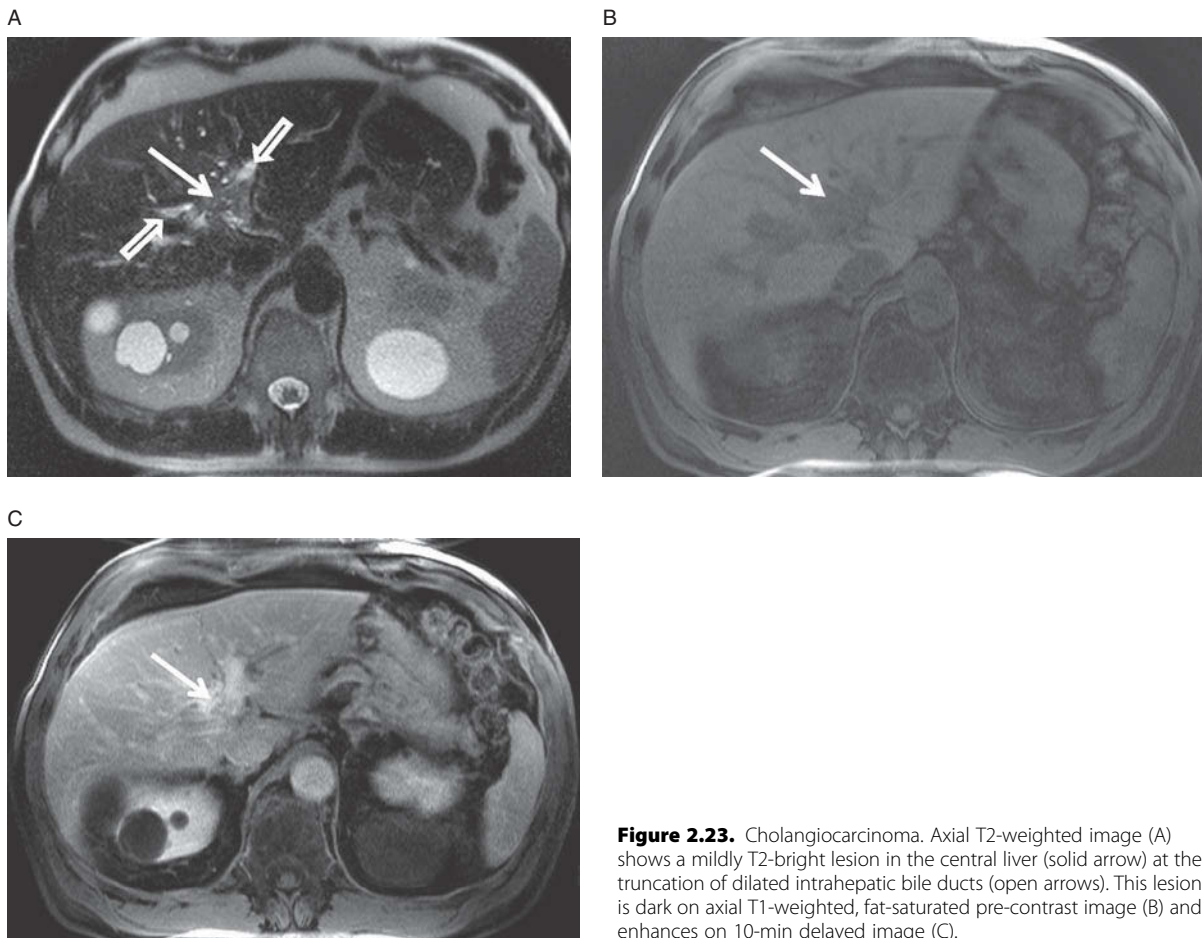 A
B
C
Figure 2.23. Cholangiocarcinoma. Axial T2-weighted image (A)
shows a mildly T2-bright lesion in the central liver (solid arrow) at the
truncation of dilated intrahepatic bile ducts (open arrows). This lesion
is dark on axial T1-weighted, fat-saturated pre-contrast image (B) and
enhances on 10-min delayed image (C).